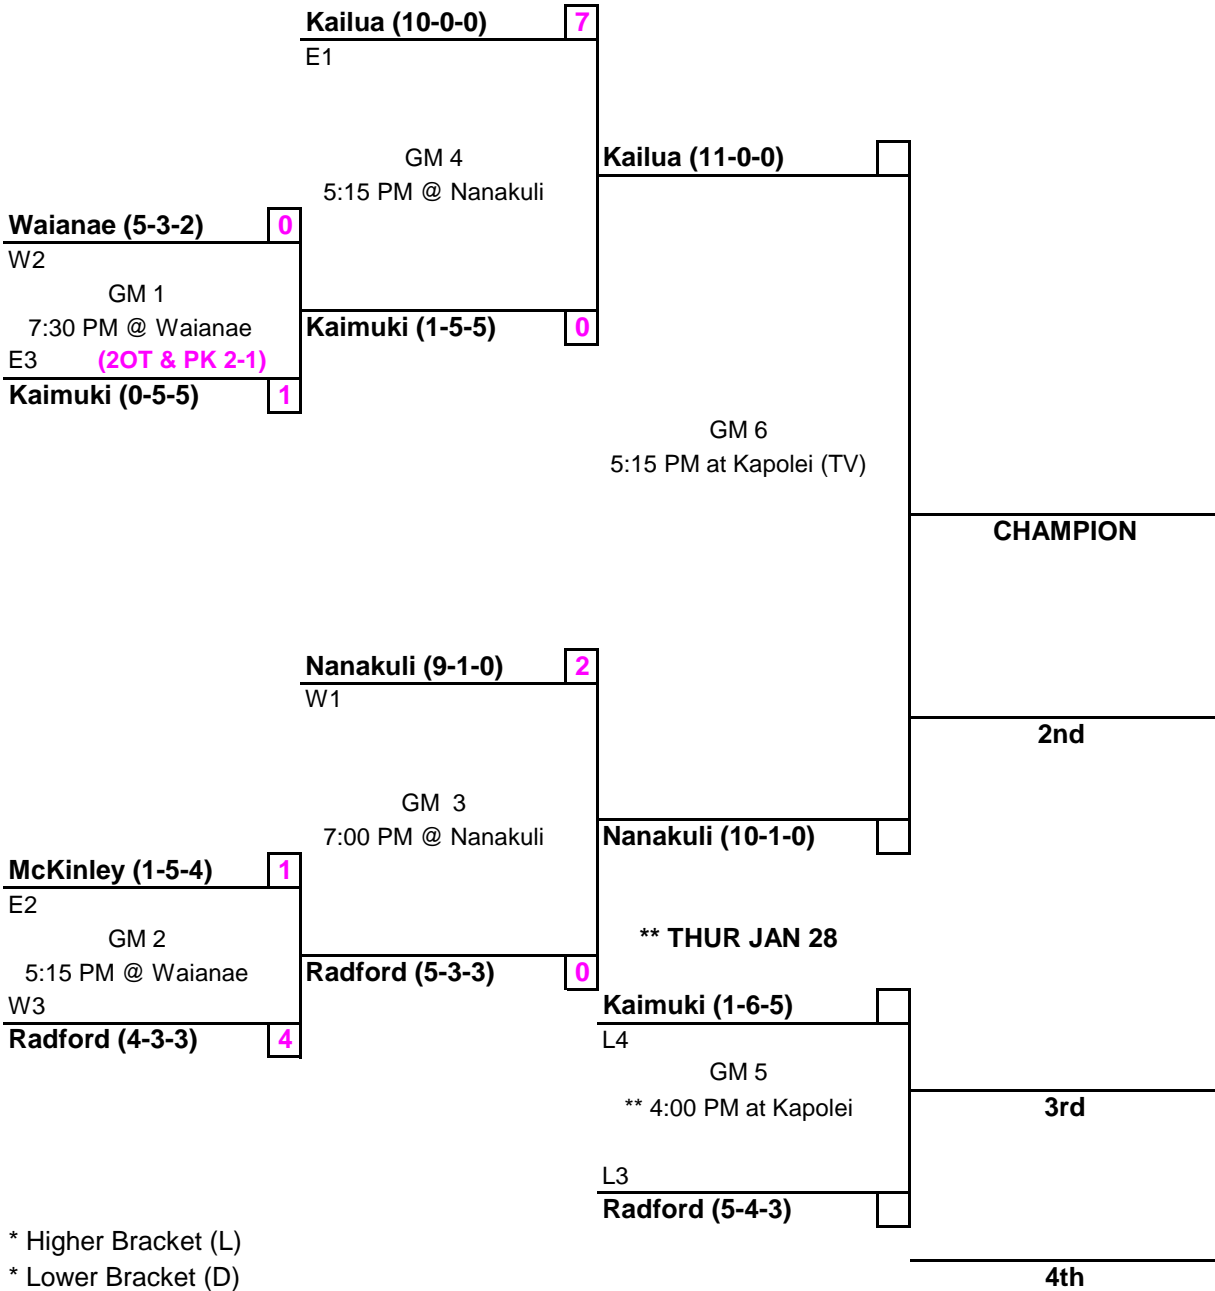 Kailua (10-0-0) 7
E1
GM 4
5:15 PM @ Nanakuli
Kailua (11-0-0)
Waianae (5-3-2) 0
W2
GM 1
7:30 PM @ Waianae
E3 (2OT & PK 2-1)
Kaimuki (0-5-5) 1
Kaimuki (1-5-5) 0
GM 6
5:15 PM at Kapolei (TV)
CHAMPION
Nanakuli (9-1-0) 2
W1
2nd
GM 3
7:00 PM @ Nanakuli
Nanakuli (10-1-0)
McKinley (1-5-4) 1
E2
GM 2
5:15 PM @ Waianae
W3
Radford (4-3-3) 4
Radford (5-3-3) 0
** THUR JAN 28
Kaimuki (1-6-5)
L4
GM 5
** 4:00 PM at Kapolei
3rd
L3
Radford (5-4-3)
* Higher Bracket (L)
* Lower Bracket (D)
4th